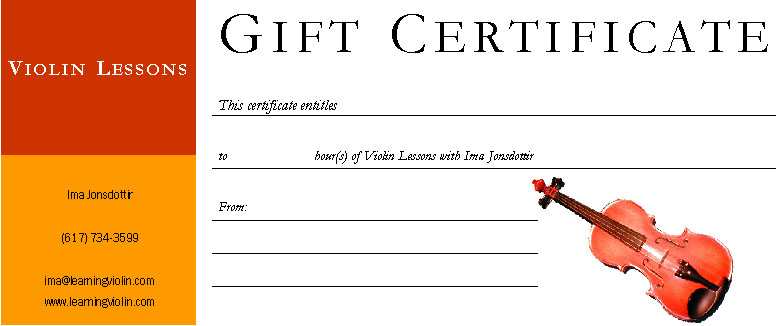 VIOLIN LESSONS
Ima Jonsdottir
(617) 734-3599
ima@learningviolin.com
www.learningviolin.com
GIFT CERTIFICATE
This certificate entitles
to hour(s) of Violin Lessons with Ima Jonsdottir
From: